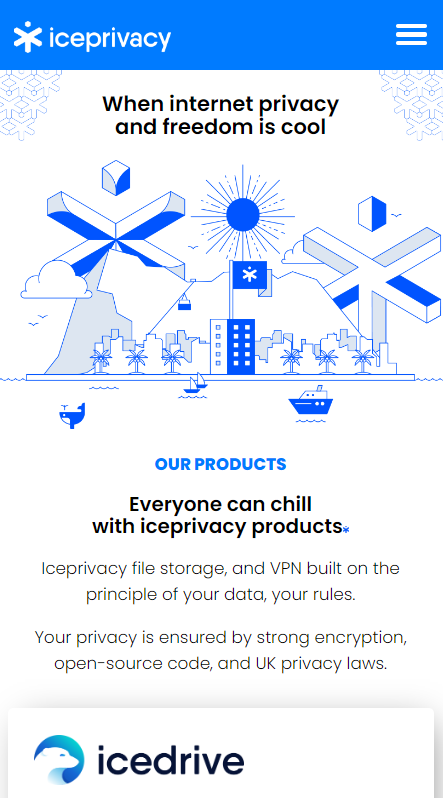 iceprivacy
When internet privacy
and freedom is cool
OUR PRODUCTS
Everyone can chill
with iceprivacy products*
Iceprivacy file storage, and VPN built on the
principle of your data, your rules.
Your privacy is ensured by strong encryption,
open-source code, and UK privacy laws.
icedrive